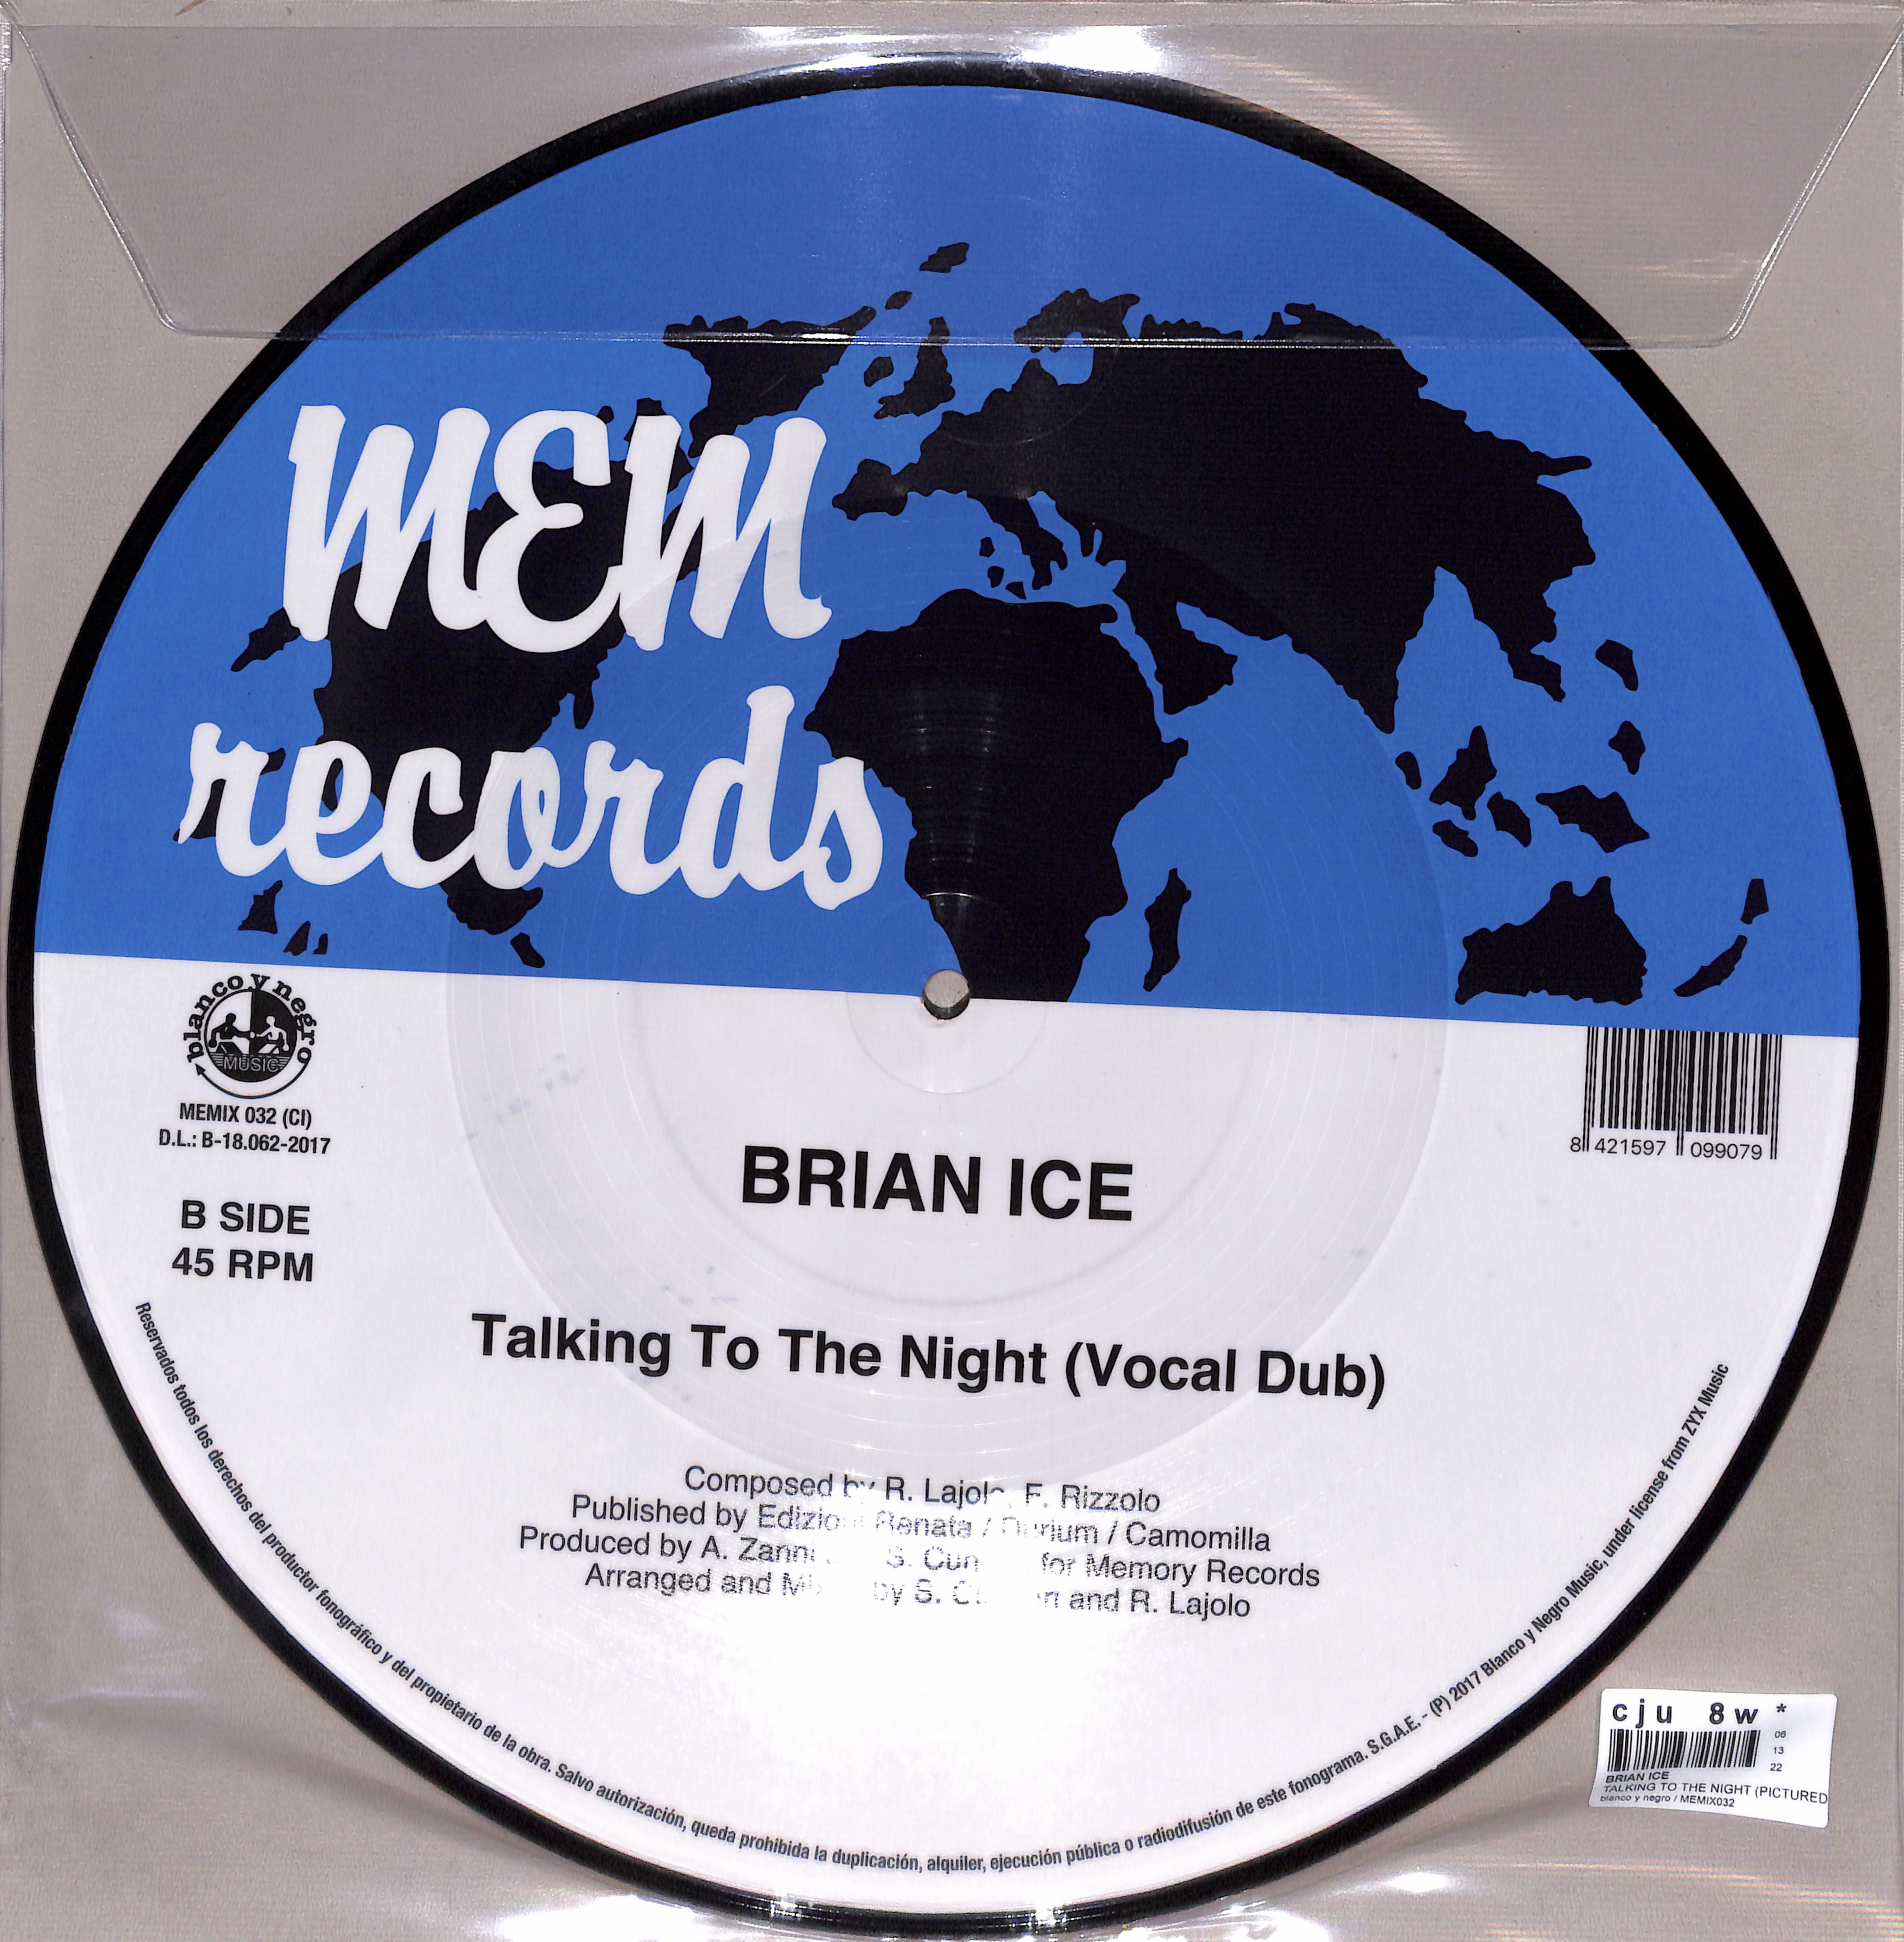 mem
records
blanco y negro
MUSIC
MEMIX 032 (CI)
D.L.: B-18.062-2017
B SIDE
45 RPM
8 421597 099079
BRIAN ICE
Talking To The Night (Vocal Dub)
Composed by R. Lajolo, F. Rizzolo
Published by Renata / / Camomilla
Produced by A. S. for Memory Records
Arranged and by S. and R. Lajolo
Reservados todos los derechos del productor fonográfico y del propietario de la obra. Salvo autorización, queda prohibida la duplicación, alquiler, ejecución pública o radiodifusión de este fonograma. S.G.A.E. - (P) 2017 Blanco y Negro Music, under license from ZYX Music
cju 8w *
06
13
22
BRIAN ICE
TALKING TO THE NIGHT (PICTURED
blanco y negro / MEMIX032